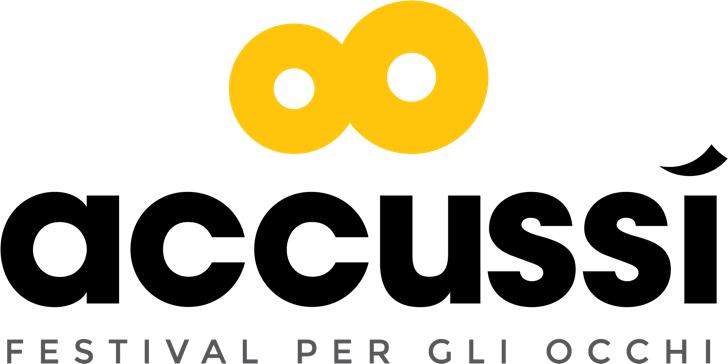 accussí
FESTIVAL PER GLI OCCHI